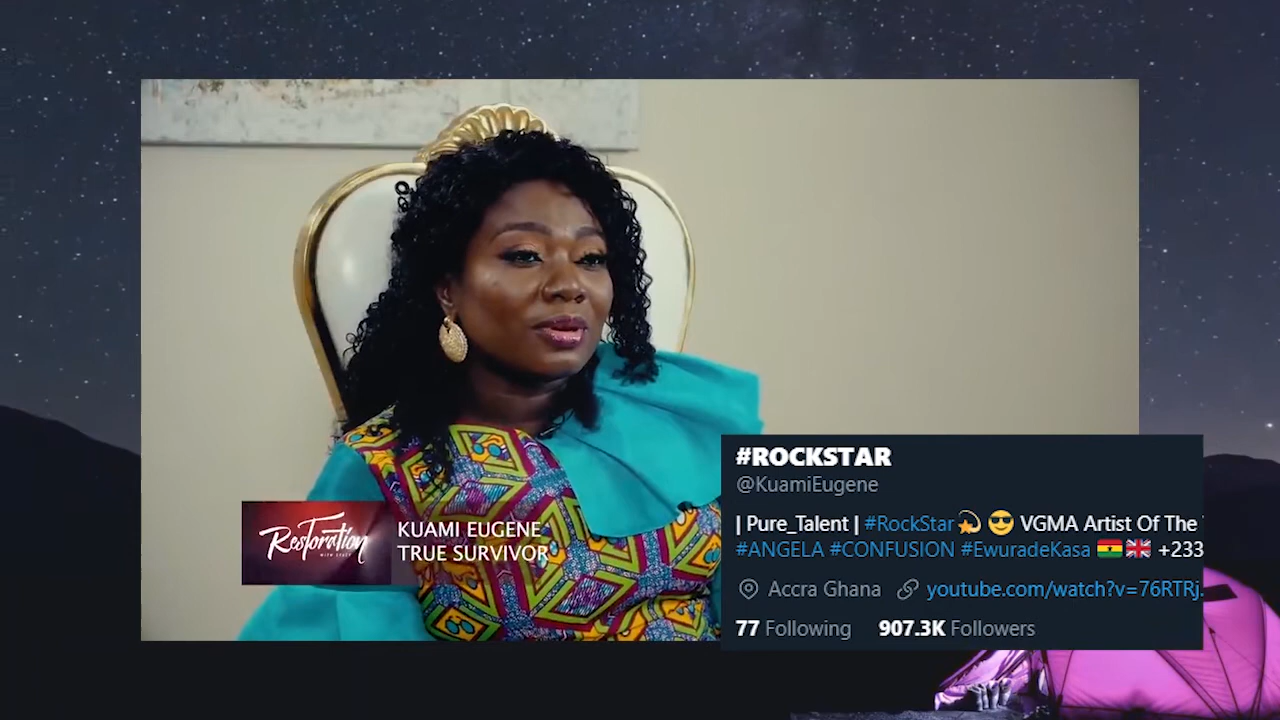 Restoration
KUAMI EUGENE
TRUE SURVIVOR
#ROCKSTAR
@KuamiEugene
| Pure_Talent | #RockStar💫 😎 VGMA Artist Of The
#ANGELA #CONFUSION #EwuradeKasa 🇬🇭🇬🇧 +233
Accra Ghana youtube.com/watch?v=76RTRj
77 Following 907.3K Followers